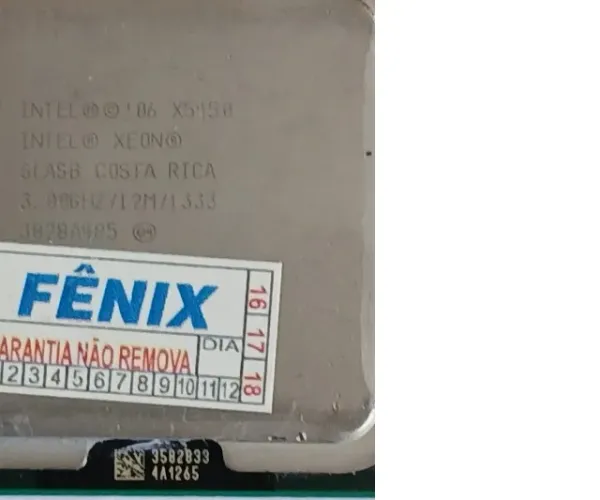 INTEL®©'06 X5450
INTEL® XEON®
SLASB COSTA RICA
3.00GHZ/12M/1333
3828A485 ⓔ
FÊNIX
ARANTIA NÃO REMOVA
DIA
2 3 4 5 6 7 8 9 10 11 12
16 17 18
3582833
4A1265